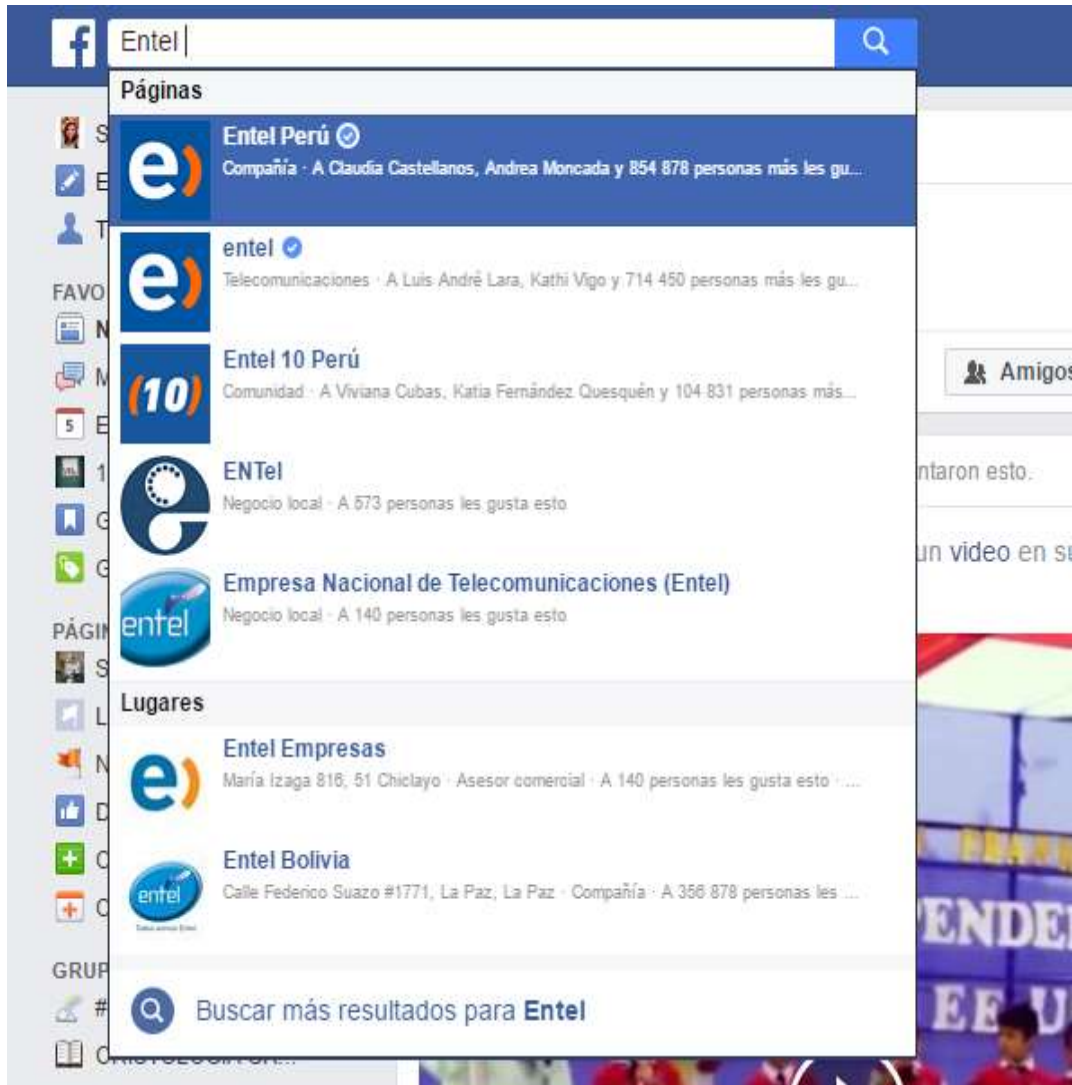 Entel
Páginas
Entel Perú
Compañía · A Claudia Castellanos, Andrea Moncada y 854 878 personas más les gu...
entel
Telecomunicaciones · A Luis André Lara, Kathi Vigo y 714 450 personas más les gu...
(10)
Entel 10 Perú
Comunidad · A Viviana Cubas, Katia Fernández Quesquén y 104 831 personas más...
ENTel
Negocio local · A 573 personas les gusta esto
entel
Empresa Nacional de Telecomunicaciones (Entel)
Negocio local · A 140 personas les gusta esto
Lugares
Entel Empresas
María Izaga 816, 51 Chiclayo · Asesor comercial · A 140 personas les gusta esto · ...
entel
Entel Bolivia
Calle Federico Suazo #1771, La Paz, La Paz · Compañía · A 356 878 personas les ...
Buscar más resultados para Entel
FAVO
PÁGIN
GRUP
Amigos
ntaron esto.
un video en su
ENDE
EE U